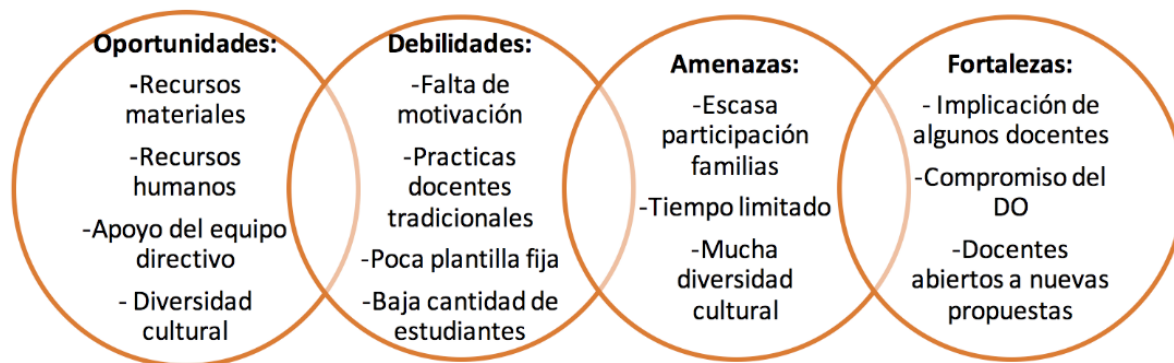 Oportunidades:
-Recursos
materiales
-Recursos
humanos
-Apoyo del equipo
directivo
- Diversidad
cultural
Debilidades:
-Falta de
motivación
-Practicas
docentes
tradicionales
-Poca plantilla fija
-Baja cantidad de
estudiantes
Amenazas:
-Escasa
participación
familias
-Tiempo limitado
-Mucha
diversidad
cultural
Fortalezas:
- Implicación de
algunos docentes
-Compromiso del
DO
-Docentes
abiertos a nuevas
propuestas